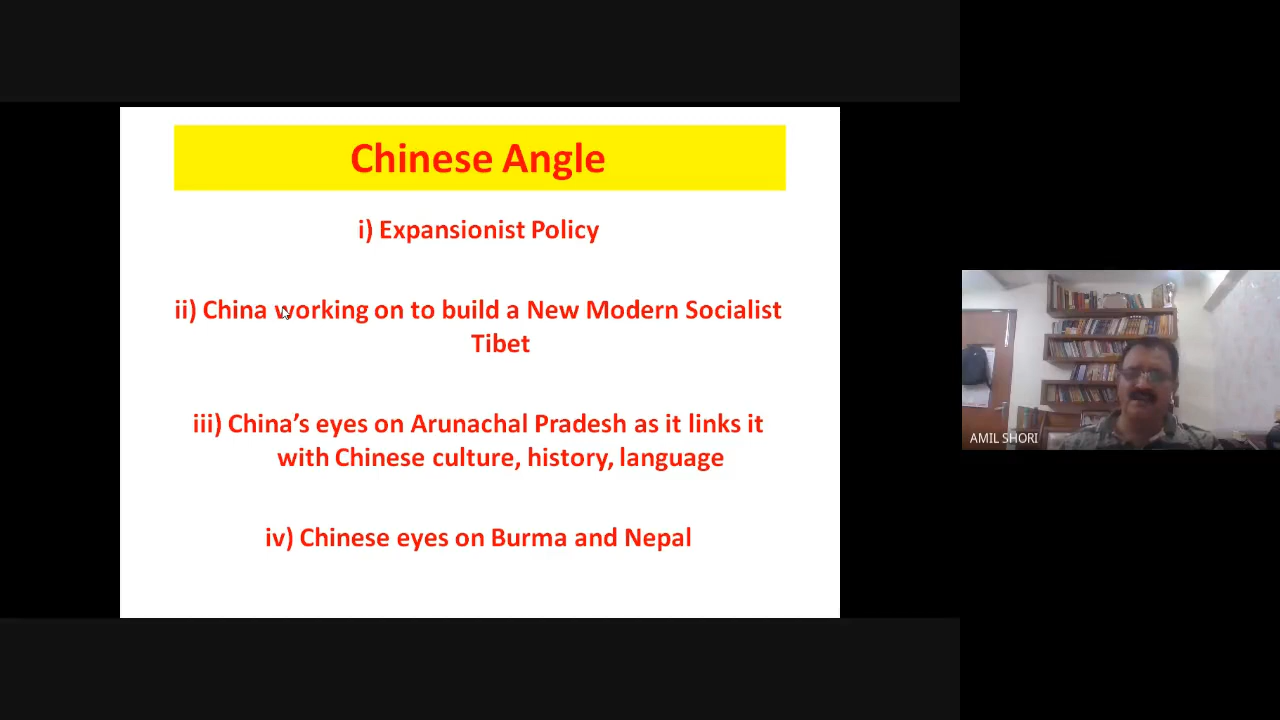 Chinese Angle
i) Expansionist Policy
ii) China working on to build a New Modern Socialist
Tibet
iii) China’s eyes on Arunachal Pradesh as it links it
with Chinese culture, history, language
iv) Chinese eyes on Burma and Nepal
AMIL SHORI